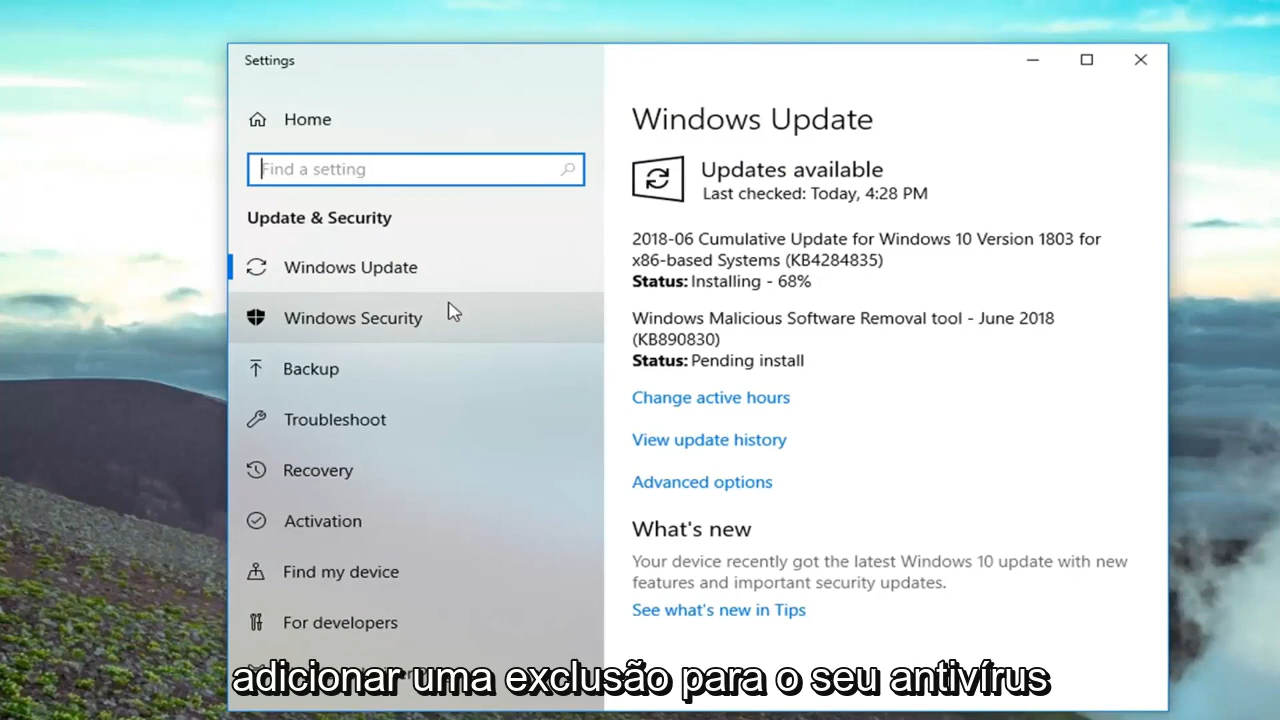 Settings
Home
Find a setting
Update & Security
Windows Update
Windows Security
Backup
Troubleshoot
Recovery
Activation
Find my device
For developers
Windows Update
Updates available
Last checked: Today, 4:28 PM
2018-06 Cumulative Update for Windows 10 Version 1803 for
x86-based Systems (KB4284835)
Status: Installing - 68%
Windows Malicious Software Removal tool - June 2018
(KB890830)
Status: Pending install
Change active hours
View update history
Advanced options
What's new
Your device recently got the latest Windows 10 update with new
features and important security updates.
See what's new in Tips
adicionar uma exclusão para o seu antivírus